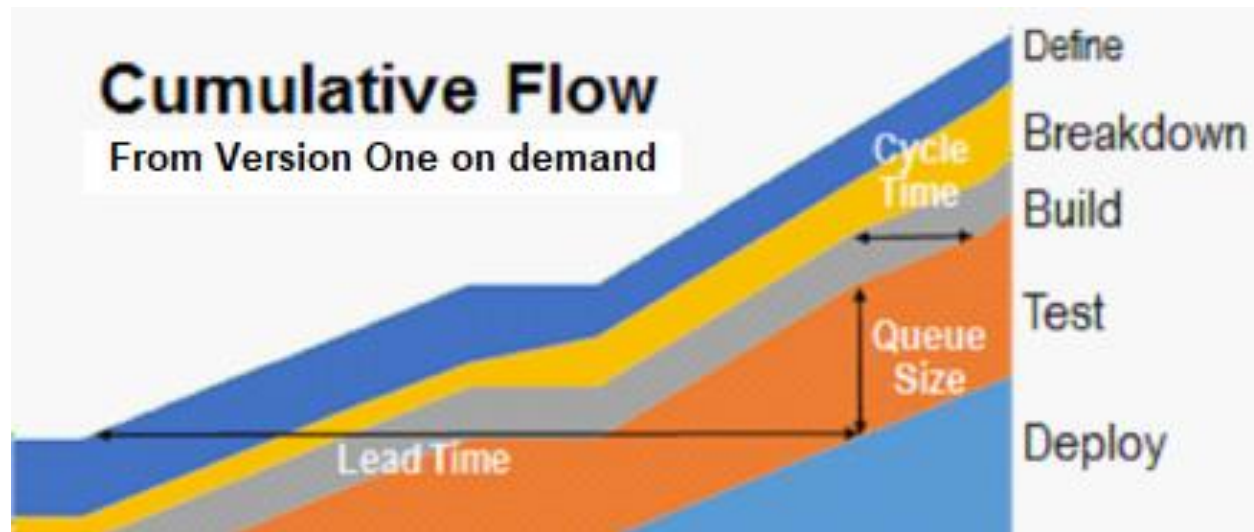 Cumulative Flow
From Version One on demand
Define
Breakdown
Cycle
Time
Build
Test
Queue
Size
Deploy
Lead Time